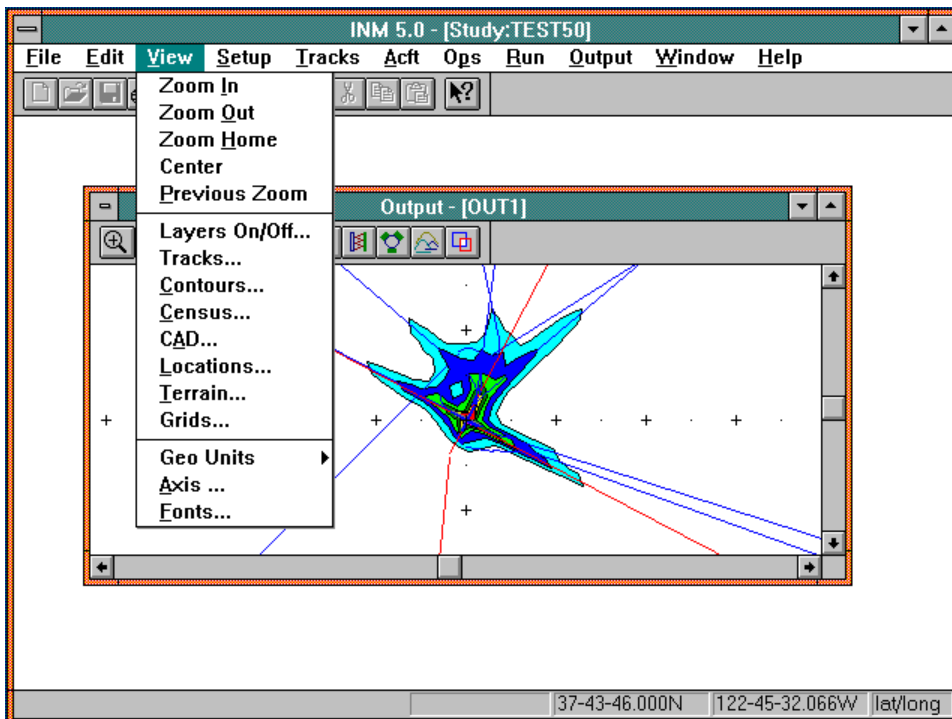 INM 5.0 - [Study:TEST50]
File Edit View Setup Tracks Acft Ops Run Output Window Help
Zoom In
Zoom Out
Zoom Home
Center
Previous Zoom
Layers On/Off...
Tracks...
Contours...
Census...
CAD...
Locations...
Terrain...
Grids...
Geo Units
Axis ...
Fonts...
Output - [OUT1]
37-43-46.000N 122-45-32.066W lat/long